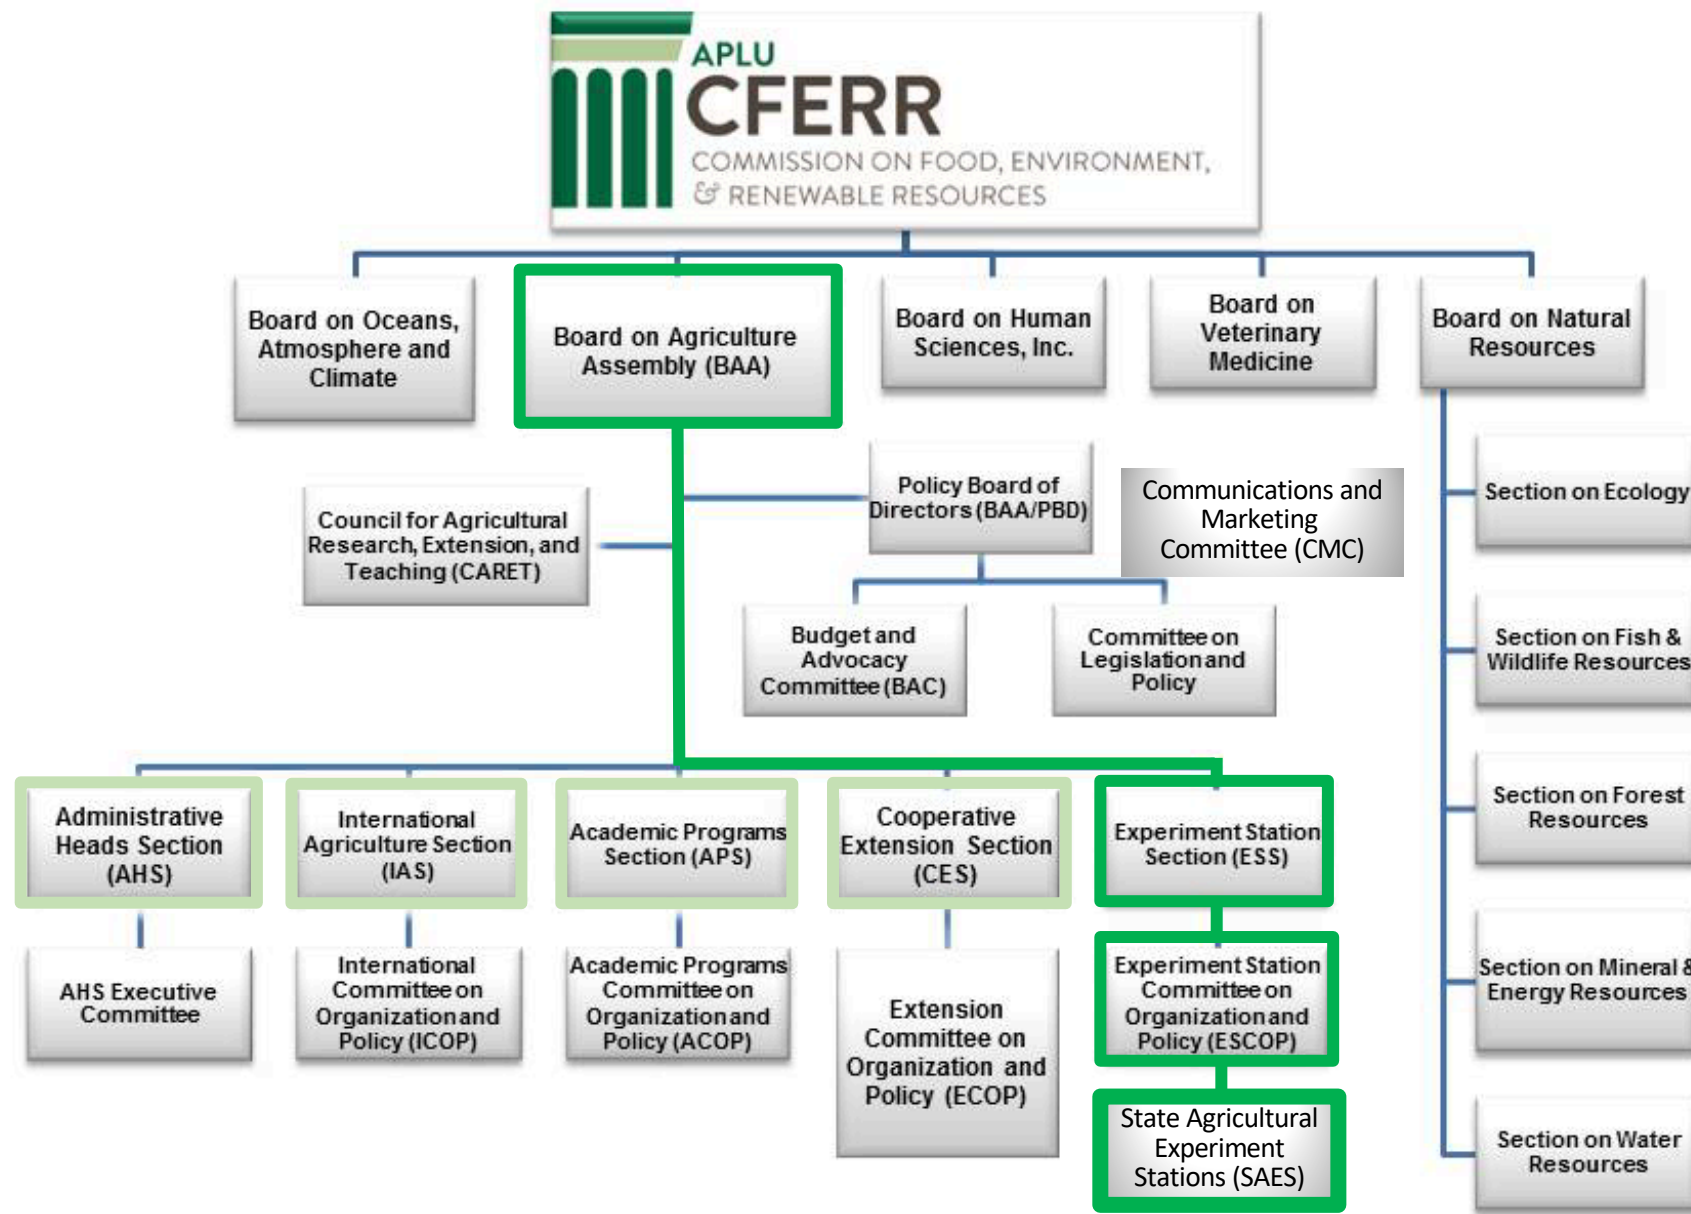 APLU
CFERR
COMMISSION ON FOOD, ENVIRONMENT,
& RENEWABLE RESOURCES
Board on Oceans,
Atmosphere and
Climate
Board on Agriculture
Assembly (BAA)
Board on Human
Sciences, Inc.
Board on
Veterinary
Medicine
Board on Natural
Resources
Council for Agricultural
Research, Extension, and
Teaching (CARET)
Policy Board of
Directors (BAA/PBD)
Communications and
Marketing
Committee (CMC)
Budget and
Advocacy
Committee (BAC)
Committee on
Legislation and
Policy
Section on Ecology
Section on Fish &
Wildlife Resources
Section on Forest
Resources
Section on Mineral &
Energy Resources
Section on Water
Resources
Administrative
Heads Section
(AHS)
International
Agriculture Section
(IAS)
Academic Programs
Section (APS)
Cooperative
Extension Section
(CES)
Experiment Station
Section (ESS)
AHS Executive
Committee
International
Committee on
Organization and
Policy (ICOP)
Academic Programs
Committee on
Organization and
Policy (ACOP)
Extension
Committee on
Organization and
Policy (ECOP)
Experiment Station
Committee on
Organization and
Policy (ESCOP)
State Agricultural
Experiment
Stations (SAES)